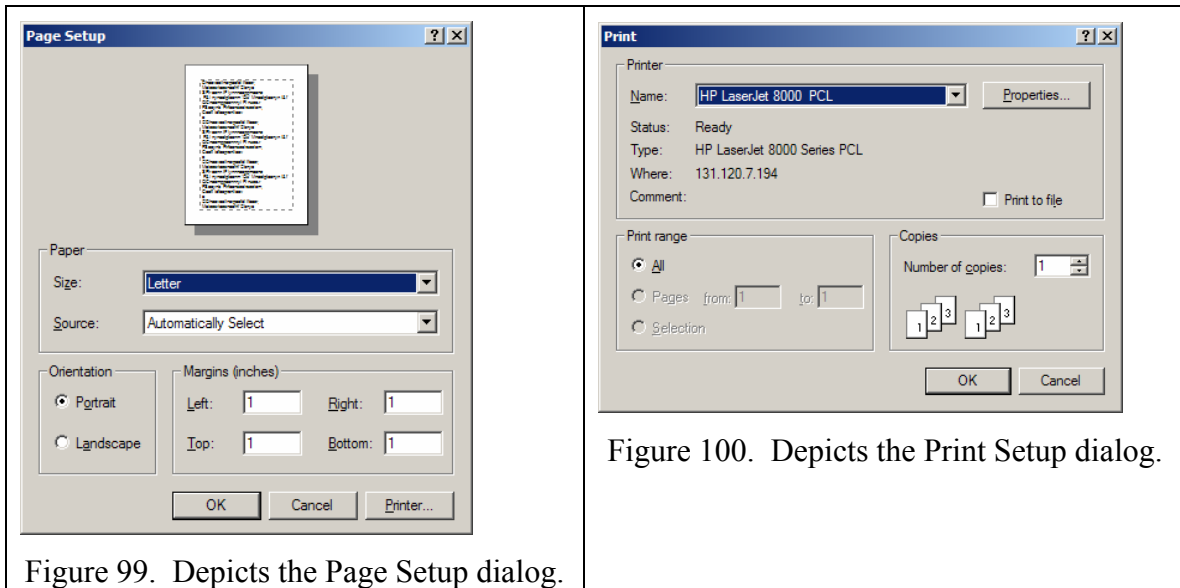 Page Setup
Paper
Size: Letter
Source: Automatically Select
Orientation
Portrait
Landscape
Margins (inches)
Left: 1 Right: 1
Top: 1 Bottom: 1
OK Cancel Printer...
Figure 99. Depicts the Page Setup dialog.
Print
Printer
Name: HP LaserJet 8000 PCL Properties...
Status: Ready
Type: HP LaserJet 8000 Series PCL
Where: 131.120.7.194
Comment: Print to file
Print range
All
Pages from: 1 to: 1
Selection
Copies
Number of copies: 1
1 2 3 1 2 3
OK Cancel
Figure 100. Depicts the Print Setup dialog.